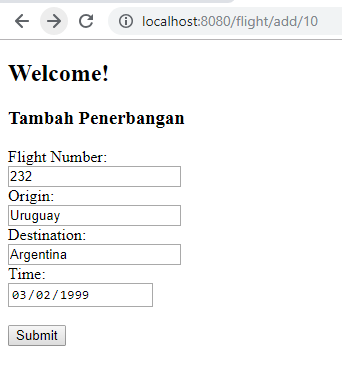 localhost:8080/flight/add/10
Welcome!
Tambah Penerbangan
Flight Number:
232
Origin:
Uruguay
Destination:
Argentina
Time:
03/02/1999
Submit